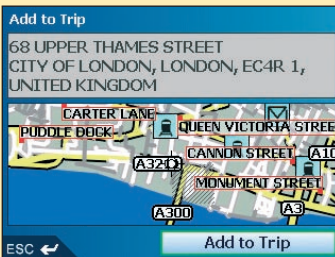 Add to Trip
68 UPPER THAMES STREET
CITY OF LONDON, LONDON, EC4R 1,
UNITED KINGDOM
CARTER LANE
PUDDLE DOCK
QUEEN VICTORIA STREE
CANNON STREET
A10
MONUMENT STREET
A300
A3
ESC
Add to Trip